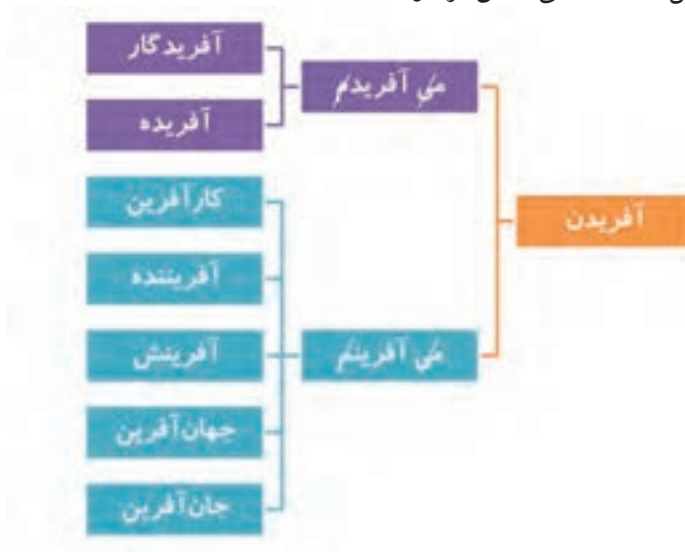 آفریدن
می آفریدم
آفریدگار
آفریده
می آفرینم
کارآفرین
آفریننده
آفرینش
جهان‌آفرین
جان‌آفرین